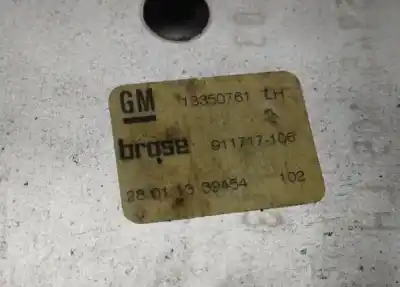 GM 13350761 LH
brose 911717-106
28 01 13 39454 102